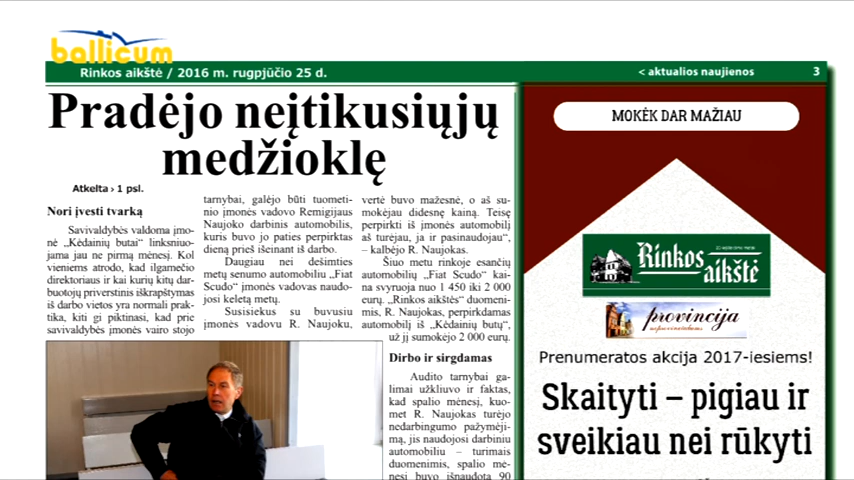 balticum
Rinkos aikštė / 2016 m. rugpjūčio 25 d.
< aktualios naujienos
3
Pradėjo neįtikusiųjų
medžioklę
Atkelta › 1 psl.
Nori įvesti tvarką
Savivaldybės valdoma įmo-
nė „Kėdainių butai“ linksniuo-
jama jau ne pirmą mėnesį. Kol
vieniems atrodo, kad ilgamečio
direktoriaus ir kai kurių kitų dar-
buotojų priverstinis iškrapštymas
iš darbo vietos yra normali prak-
tika, kiti gi piktinasi, kad prie
savivaldybės įmonės vairo stojo
tarnybai, galėjo būti tuometi-
nio įmonės vadovo Remigijaus
Naujoko darbinis automobilis,
kuris buvo jo paties perpirktas
dieną prieš išeinant iš darbo.
Daugiau nei dešimties
metų senumo automobiliu „Fiat
Scudo“ įmonės vadovas naudo-
josi keletą metų.
Susisiekus su buvusiu
įmonės vadovu R. Naujoku,
vertė buvo mažesnė, o aš su-
mokėjau didesnę kainą. Teisę
perpirkti iš įmonės automobilį
aš turėjau, ja ir pasinaudojau“,
– kalbėjo R. Naujokas.
Šiuo metu rinkoje esančių
automobilių „Fiat Scudo“ kai-
na svyruoja nuo 1 450 iki 2 000
eurų. „Rinkos aikštės“ duomeni-
mis, R. Naujokas, perpirkdamas
automobilį iš „Kėdainių butų“,
už jį sumokėjo 2 000 eurų.
Dirbo ir sirgdamas
Audito tarnybai ga-
limai užkliuvo ir faktas,
kad spalio mėnesį, kuo-
met R. Naujokas turėjo
nedarbingumo pažymėji-
mą, jis naudojosi darbiniu
automobiliu – turimais
duomenimis, spalio mė-
nesį buvo išnaudota 90
MOKĖK DAR MAŽIAU
Rinkos
aikštė
provincija
Prenumeratos akcija 2017-iesiems!
Skaityti – pigiau ir
sveikiau nei rūkyti